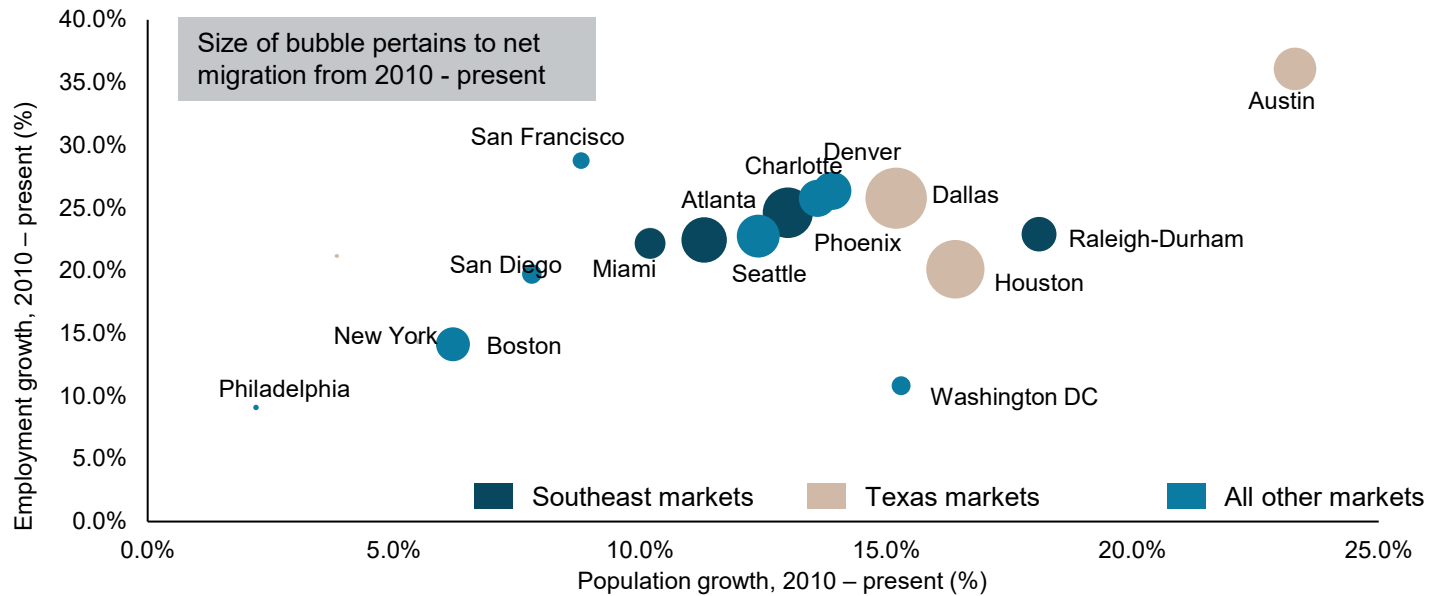 40.0%
35.0%
30.0%
25.0%
20.0%
15.0%
10.0%
5.0%
0.0%
Employment growth, 2010 – present (%)
Size of bubble pertains to net
migration from 2010 - present
Austin
San Francisco
Denver
Charlotte
Atlanta
Dallas
Phoenix
Raleigh-Durham
San Diego
Miami
Seattle
Houston
New York
Boston
Philadelphia
Washington DC
Southeast markets
Texas markets
All other markets
0.0%
5.0%
10.0%
15.0%
20.0%
25.0%
Population growth, 2010 – present (%)